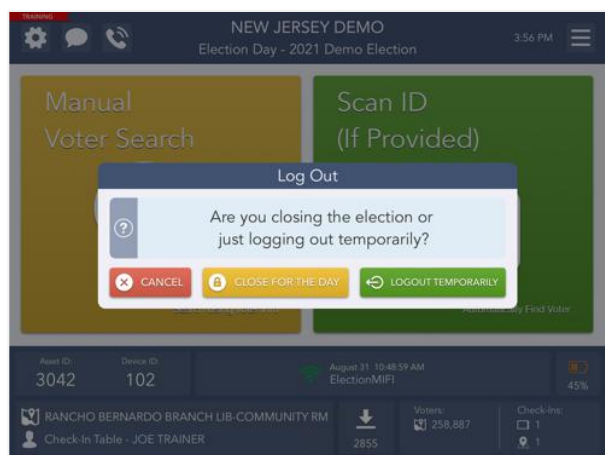 TRAINING
NEW JERSEY DEMO
Election Day - 2021 Demo Election
3:56 PM
Manual
Voter Search
Scan ID
(If Provided)
Log Out
Are you closing the election or
just logging out temporarily?
CANCEL
CLOSE FOR THE DAY
LOGOUT TEMPORARILY
Automatically Find Voter
Asset ID:
3042
Device ID:
102
August 31 10:48:59 AM
ElectionMIFI
45%
RANCHO BERNARDO BRANCH LIB-COMMUNITY RM
Check-In Table - JOE TRAINER
2855
Voters:
258,887
Check-Ins:
1
1